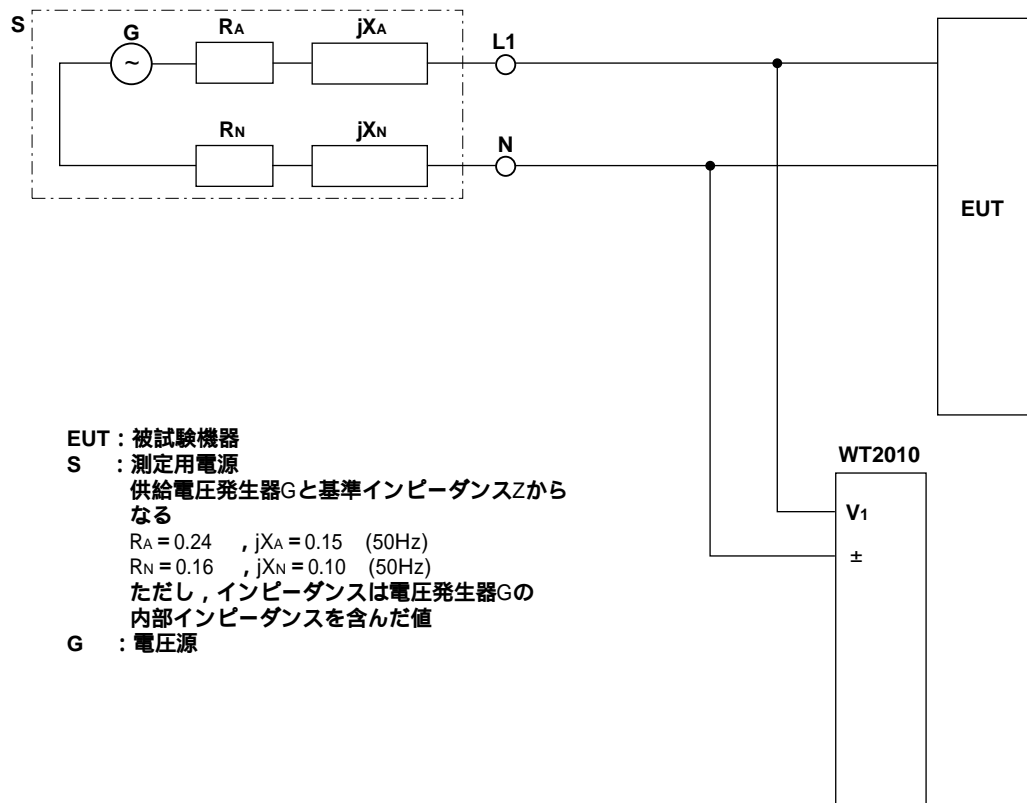 S
G
~
RA
jXA
L1
RN
jXN
N
EUT
WT2010
V1
±
EUT：被試験機器
S ：測定用電源
供給電圧発生器Gと基準インピーダンスZから
なる
RA = 0.24 , jXA = 0.15 (50Hz)
RN = 0.16 , jXN = 0.10 (50Hz)
ただし，インピーダンスは電圧発生器Gの
内部インピーダンスを含んだ値
G ：電圧源